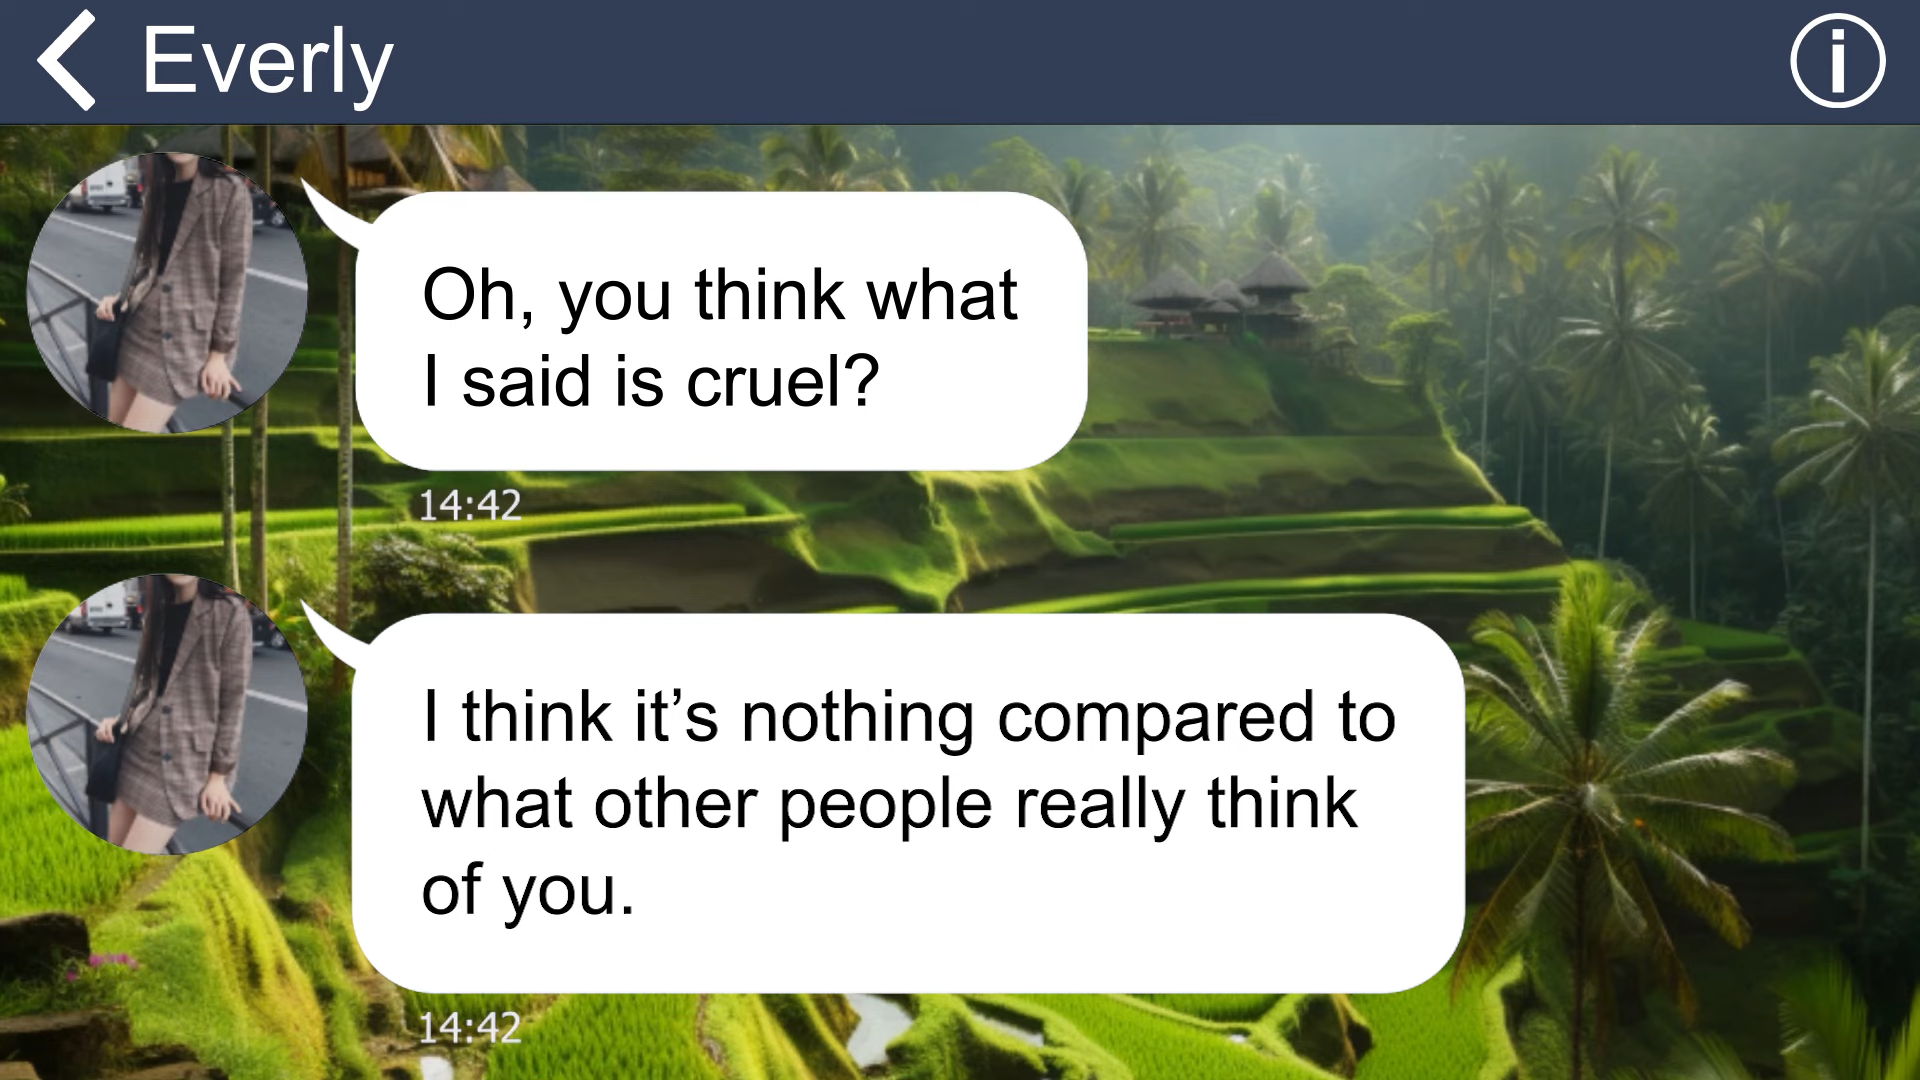 Everly
Oh, you think what
I said is cruel?
14:42
I think it’s nothing compared to
what other people really think
of you.
14:42